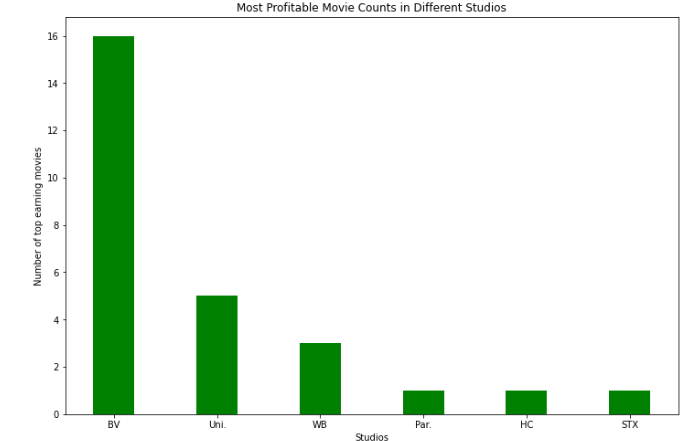 Most Profitable Movie Counts in Different Studios
Number of top earning movies
16
14
12
10
8
6
4
2
0
BV Uni. WB Par. HC STX
Studios